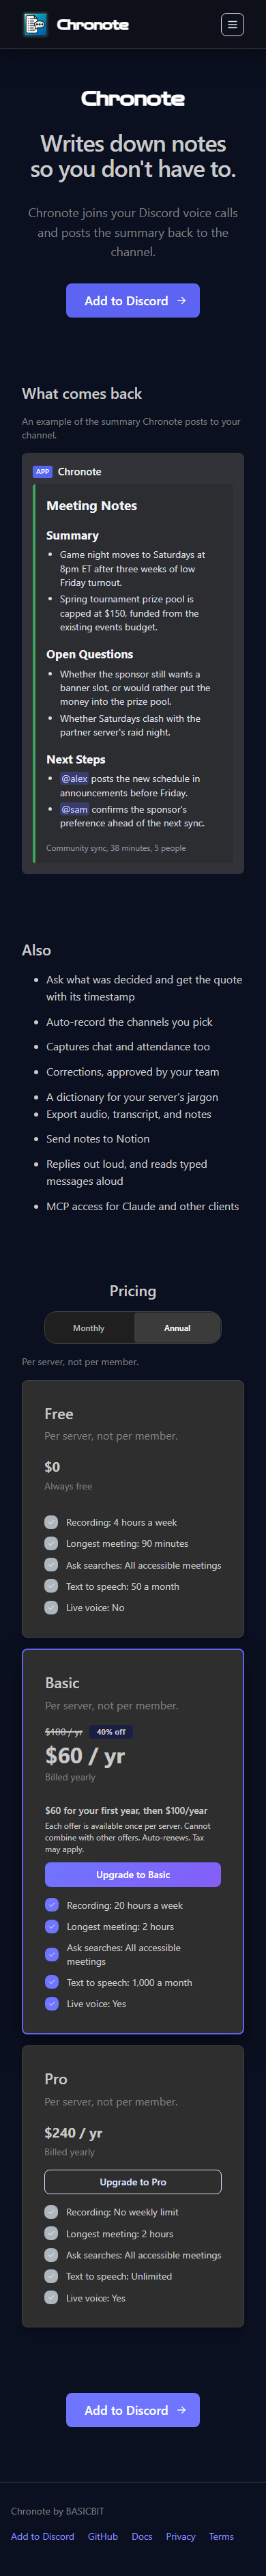 Chronote
Chronote
Writes down notes
so you don't have to.
Chronote joins your Discord voice calls
and posts the summary back to the
channel.
Add to Discord →
What comes back
An example of the summary Chronote posts to your
channel.
APP Chronote
Meeting Notes
Summary
• Game night moves to Saturdays at
8pm ET after three weeks of low
Friday turnout.
• Spring tournament prize pool is
capped at $150, funded from the
existing events budget.
Open Questions
• Whether the sponsor still wants a
banner slot, or would rather put the
money into the prize pool.
• Whether Saturdays clash with the
partner server's raid night.
Next Steps
• @alex posts the new schedule in
announcements before Friday.
• @sam confirms the sponsor's
preference ahead of the next sync.
Community sync, 38 minutes, 5 people
Also
• Ask what was decided and get the quote
with its timestamp
• Auto-record the channels you pick
• Captures chat and attendance too
• Corrections, approved by your team
• A dictionary for your server's jargon
• Export audio, transcript, and notes
• Send notes to Notion
• Replies out loud, and reads typed
messages aloud
• MCP access for Claude and other clients
Pricing
Monthly Annual
Per server, not per member.
Free
Per server, not per member.
$0
Always free
Recording: 4 hours a week
Longest meeting: 90 minutes
Ask searches: All accessible meetings
Text to speech: 50 a month
Live voice: No
Basic
Per server, not per member.
$100 / yr 40% off
$60 / yr
Billed yearly
$60 for your first year, then $100/year
Each offer is available once per server. Cannot
combine with other offers. Auto-renews. Tax
may apply.
Upgrade to Basic
Recording: 20 hours a week
Longest meeting: 2 hours
Ask searches: All accessible
meetings
Text to speech: 1,000 a month
Live voice: Yes
Pro
Per server, not per member.
$240 / yr
Billed yearly
Upgrade to Pro
Recording: No weekly limit
Longest meeting: 2 hours
Ask searches: All accessible meetings
Text to speech: Unlimited
Live voice: Yes
Add to Discord →
Chronote by BASICBIT
Add to Discord GitHub Docs Privacy Terms